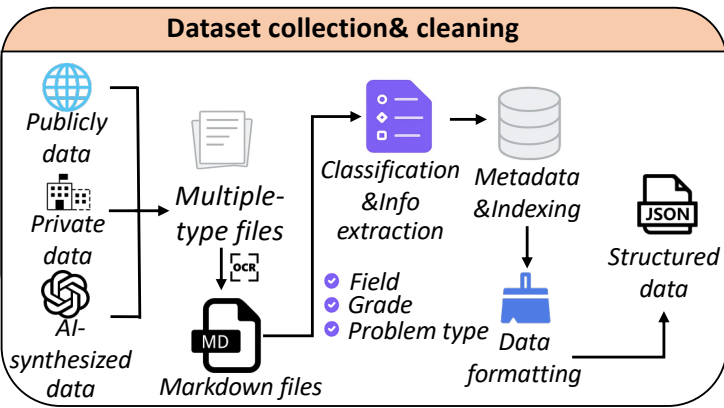 Dataset collection& cleaning
Publicly
data
Private
data
AI-
synthesized
data
Multiple-
type files
OCR
MD
Markdown files
Classification
&Info
extraction
Field
Grade
Problem type
Metadata
&Indexing
Data
formatting
JSON
Structured
data